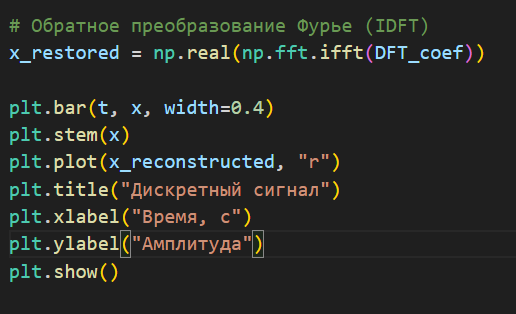 # Обратное преобразование Фурье (IDFT)
x_restored = np.real(np.fft.ifft(DFT_coef))
plt.bar(t, x, width=0.4)
plt.stem(x)
plt.plot(x_reconstructed, "r")
plt.title("Дискретный сигнал")
plt.xlabel("Время, с")
plt.ylabel("Амплитуда")
plt.show()